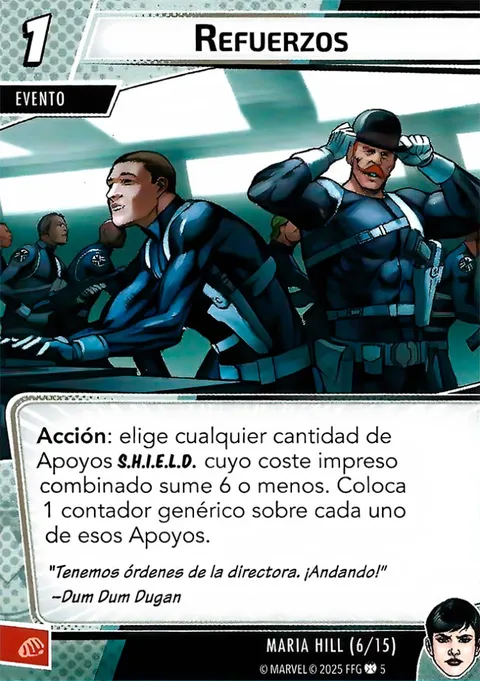 1
REFUERZOS
EVENTO
Acción: elige cualquier cantidad de
Apoyos S.H.I.E.L.D. cuyo coste impreso
combinado sume 6 o menos. Coloca
1 contador genérico sobre cada uno
de esos Apoyos.
"Tenemos órdenes de la directora. ¡Andando!"
–Dum Dum Dugan
MARIA HILL (6/15)
© MARVEL © 2025 FFG 5